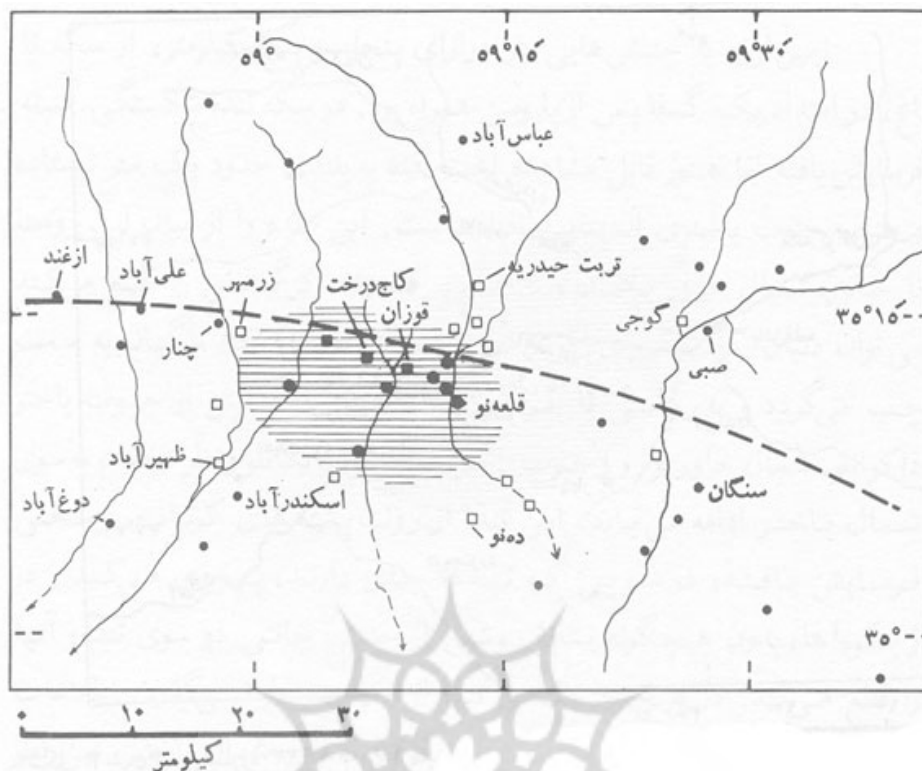 ۵۹°
۵۹° ۱۵´
۵۹° ۳۰´
عباس‌آباد
تربت حیدریه
ازغند
علی‌آباد
زرمهر
کاج‌درخت
قوزان
گوجی
۳۵° ۱۵´
چنار
صبی
قلعه‌نو
ظهیرآباد
سنگان
دوغ‌آباد
اسکندرآباد
ده‌نو
۳۵°
۰ ۱۰ ۲۰ ۳۰
کیلومتر